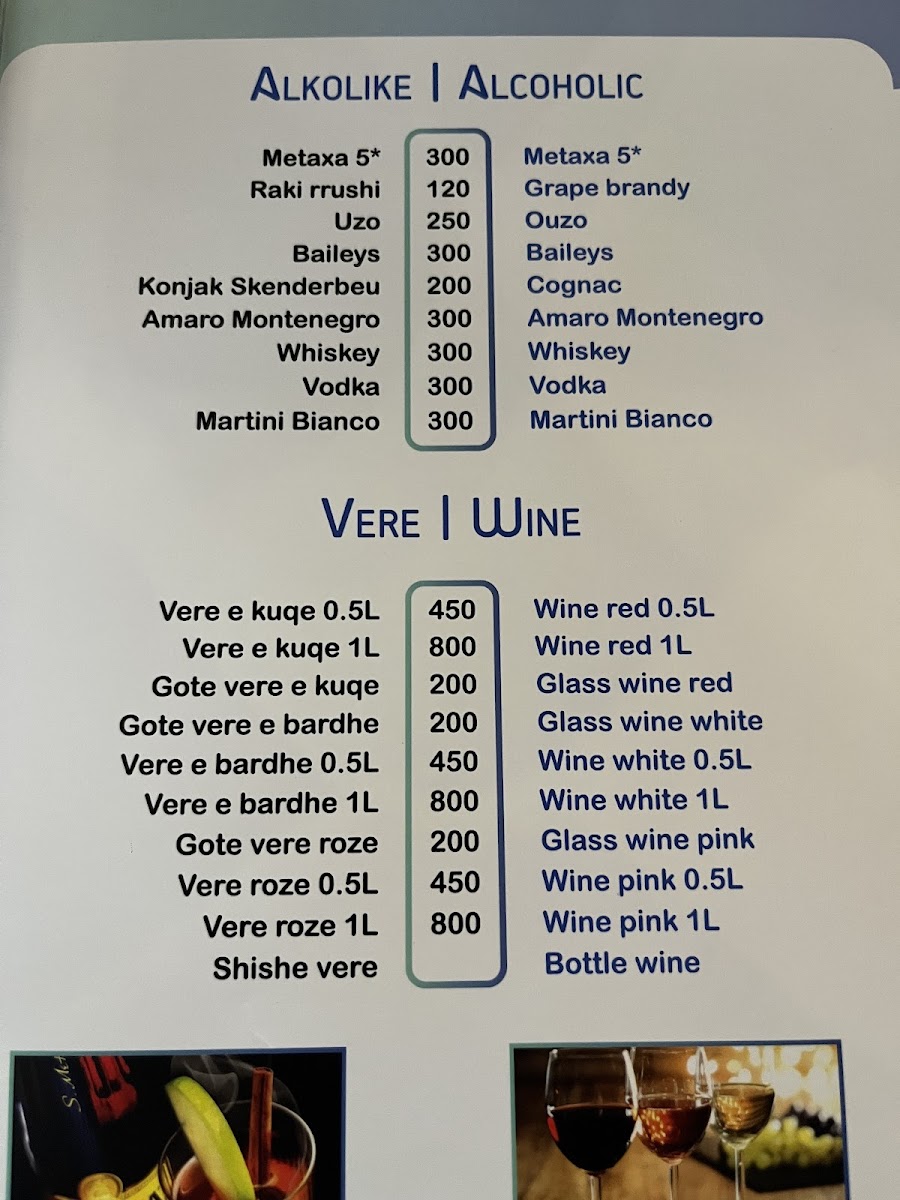 ALKOLIKE | ALCOHOLIC
Metaxa 5* 300 Metaxa 5*
Raki rrushi 120 Grape brandy
Uzo 250 Ouzo
Baileys 300 Baileys
Konjak Skenderbeu 200 Cognac
Amaro Montenegro 300 Amaro Montenegro
Whiskey 300 Whiskey
Vodka 300 Vodka
Martini Bianco 300 Martini Bianco
VERE | WINE
Vere e kuqe 0.5L 450 Wine red 0.5L
Vere e kuqe 1L 800 Wine red 1L
Gote vere e kuqe 200 Glass wine red
Gote vere e bardhe 200 Glass wine white
Vere e bardhe 0.5L 450 Wine white 0.5L
Vere e bardhe 1L 800 Wine white 1L
Gote vere roze 200 Glass wine pink
Vere roze 0.5L 450 Wine pink 0.5L
Vere roze 1L 800 Wine pink 1L
Shishe vere Bottle wine